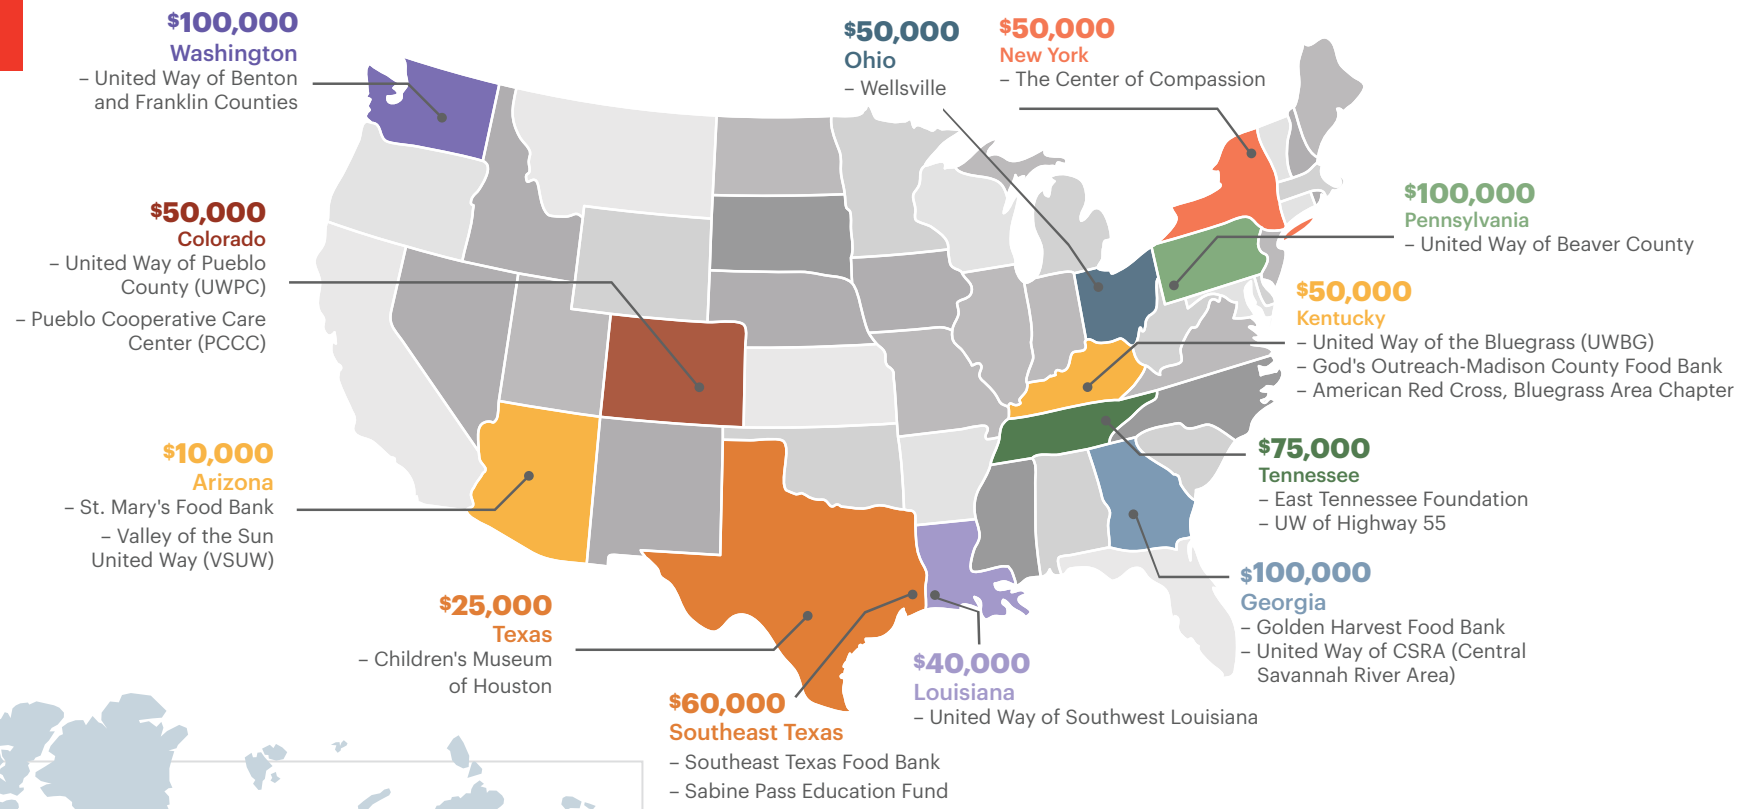 $100,000
Washington
– United Way of Benton
and Franklin Counties
$50,000
Ohio
– Wellsville
$50,000
New York
– The Center of Compassion
$100,000
Pennsylvania
– United Way of Beaver County
$50,000
Colorado
– United Way of Pueblo
County (UWPC)
– Pueblo Cooperative Care
Center (PCCC)
$50,000
Kentucky
– United Way of the Bluegrass (UWBG)
– God's Outreach-Madison County Food Bank
– American Red Cross, Bluegrass Area Chapter
$10,000
Arizona
– St. Mary's Food Bank
– Valley of the Sun
United Way (VSUW)
$75,000
Tennessee
– East Tennessee Foundation
– UW of Highway 55
$100,000
Georgia
– Golden Harvest Food Bank
– United Way of CSRA (Central
Savannah River Area)
$25,000
Texas
– Children's Museum
of Houston
$60,000
Southeast Texas
– Southeast Texas Food Bank
– Sabine Pass Education Fund
$40,000
Louisiana
– United Way of Southwest Louisiana